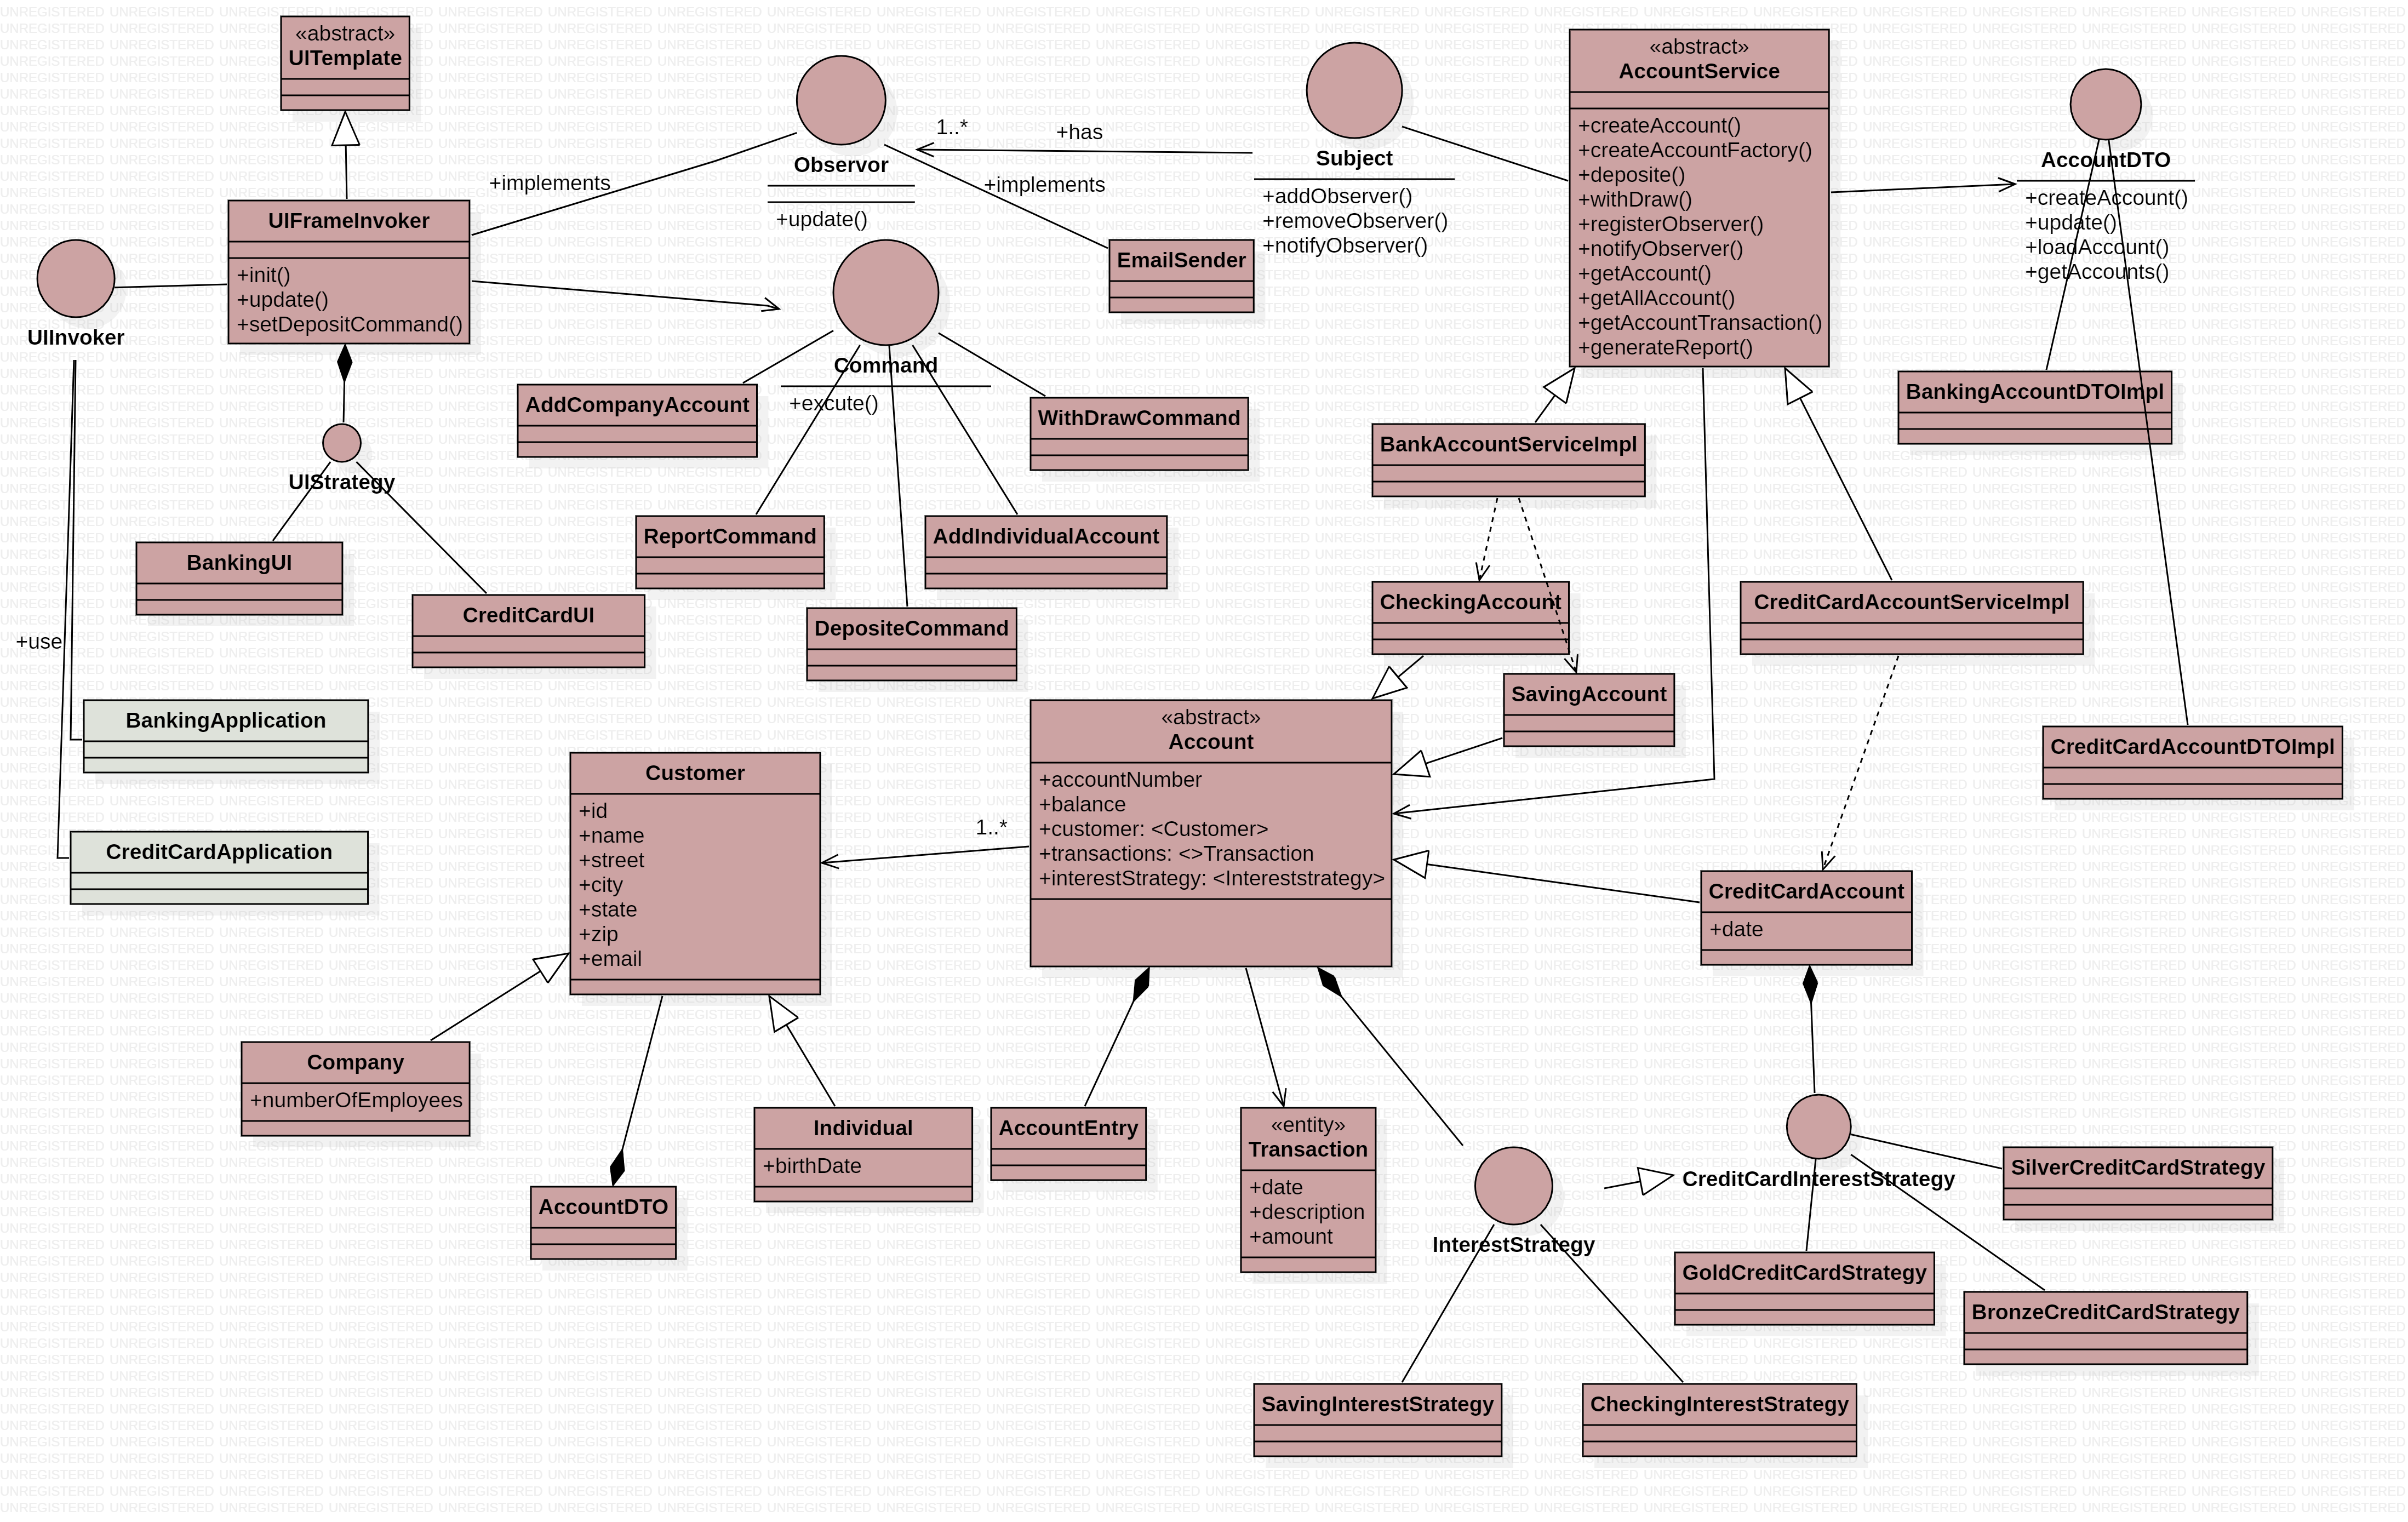 «abstract»
UITemplate
UIFrameInvoker
+init()
+update()
+setDepositCommand()
UIInvoker
+use
UIStrategy
BankingUI
CreditCardUI
BankingApplication
CreditCardApplication
+implements
Observor
+update()
1..*
+has
+implements
EmailSender
Subject
+addObserver()
+removeObserver()
+notifyObserver()
Command
+excute()
AddCompanyAccount
WithDrawCommand
ReportCommand
AddIndividualAccount
DepositeCommand
«abstract»
AccountService
+createAccount()
+createAccountFactory()
+deposite()
+withDraw()
+registerObserver()
+notifyObserver()
+getAccount()
+getAllAccount()
+getAccountTransaction()
+generateReport()
AccountDTO
+createAccount()
+update()
+loadAccount()
+getAccounts()
BankingAccountDTOImpl
BankAccountServiceImpl
CheckingAccount
CreditCardAccountServiceImpl
SavingAccount
CreditCardAccountDTOImpl
Customer
+id
+name
+street
+city
+state
+zip
+email
1..*
«abstract»
Account
+accountNumber
+balance
+customer: <Customer>
+transactions: <>Transaction
+interestStrategy: <Intereststrategy>
CreditCardAccount
+date
Company
+numberOfEmployees
AccountDTO
Individual
+birthDate
AccountEntry
«entity»
Transaction
+date
+description
+amount
InterestStrategy
CreditCardInterestStrategy
SilverCreditCardStrategy
GoldCreditCardStrategy
BronzeCreditCardStrategy
SavingInterestStrategy
CheckingInterestStrategy
UNREGISTERED